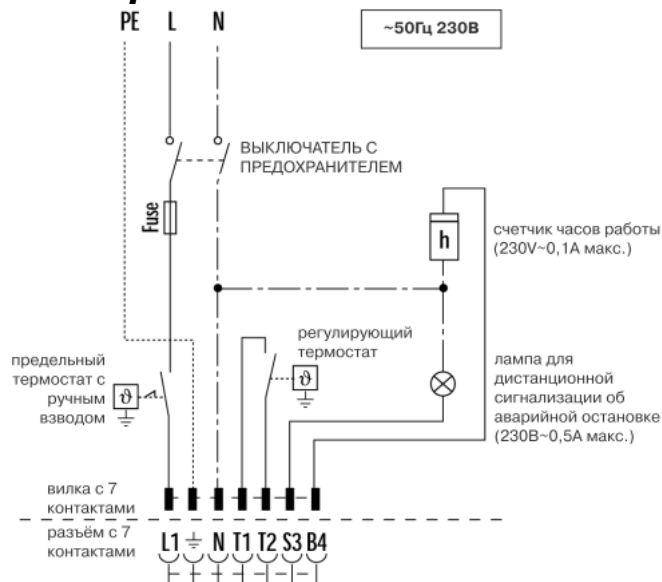 PE L N
~50Гц 230В
ВЫКЛЮЧАТЕЛЬ С
ПРЕДОХРАНИТЕЛЕМ
Fuse
h
счетчик часов работы
(230V~0,1А макс.)
регулирующий
термостат
ϑ
предельный
термостат с
ручным
взводом
ϑ
лампа для
дистанционной
сигнализации об
аварийной остановке
(230В~0,5А макс.)
вилка с 7
контактами
разъём с 7
контактами
L1 ⏚ N T1 T2 S3 B4